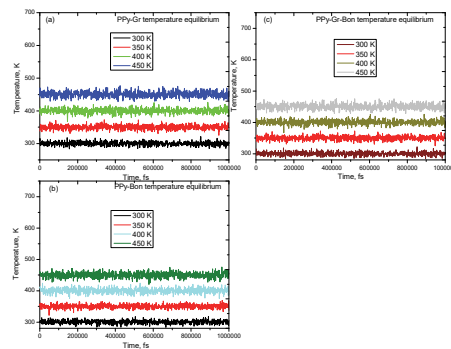 (a) PPy-Gr temperature equilibrium
300 K
350 K
400 K
450 K
700
600
500
400
300
Temperature, K
0 200000 400000 600000 800000 1000000
Time, fs
(c) PPy-Gr-Bon temperature equilibrium
300 K
350 K
400 K
450 K
700
600
500
400
300
Temperature, K
0 200000 400000 600000 800000 100000
Time, fs
(b) PPy-Bon temperature equilibrium
300 K
350 K
400 K
450 K
700
600
500
400
300
Temperature, K
0 200000 400000 600000 800000 1000000
Time, fs